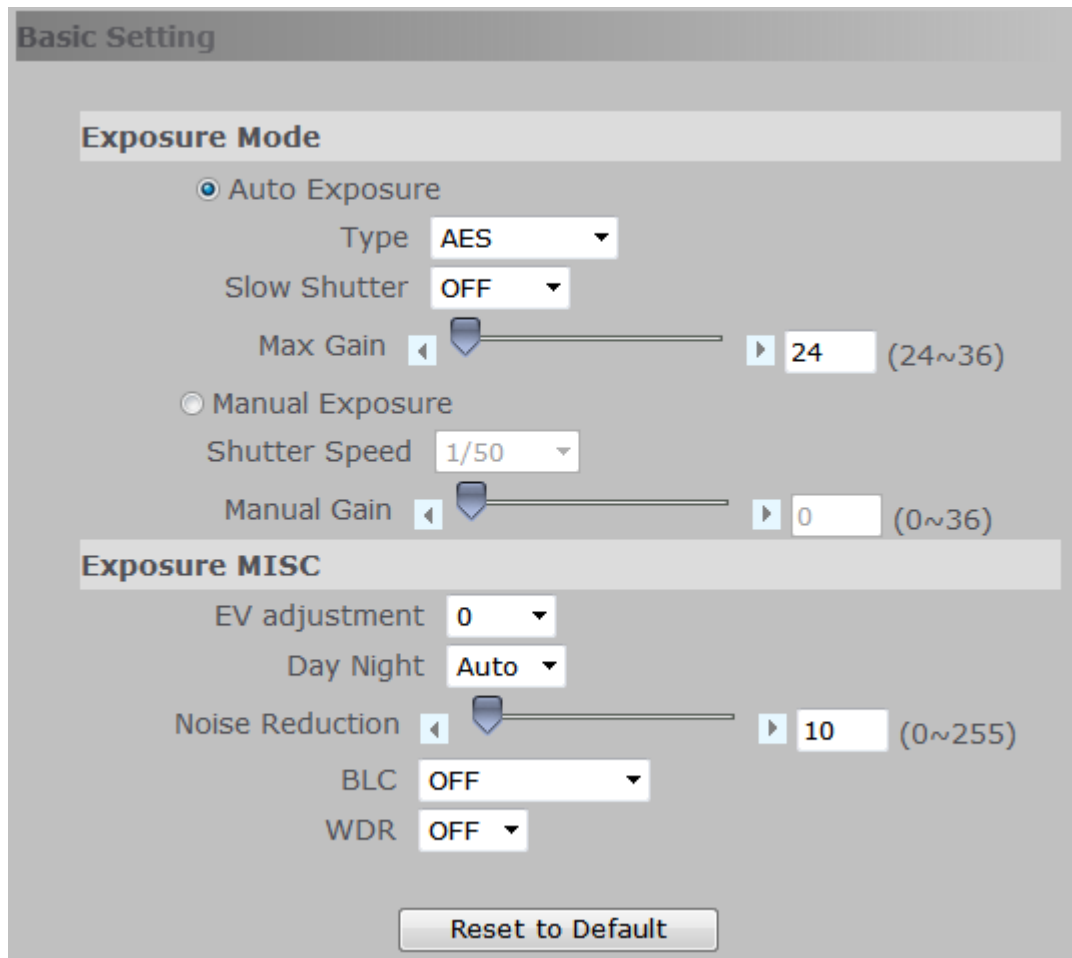 Basic Setting
Exposure Mode
Auto Exposure
Type AES
Slow Shutter OFF
Max Gain 24 (24~36)
Manual Exposure
Shutter Speed 1/50
Manual Gain 0 (0~36)
Exposure MISC
EV adjustment 0
Day Night Auto
Noise Reduction 10 (0~255)
BLC OFF
WDR OFF
Reset to Default